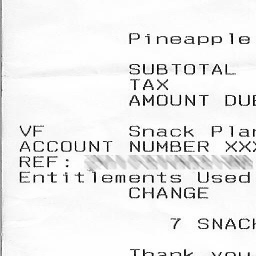 Pineapple
SUBTOTAL
TAX
AMOUNT DUE
VF Snack Plan
ACCOUNT NUMBER XXX
REF:
Entitlements Used
CHANGE
7 SNACK
Thank you